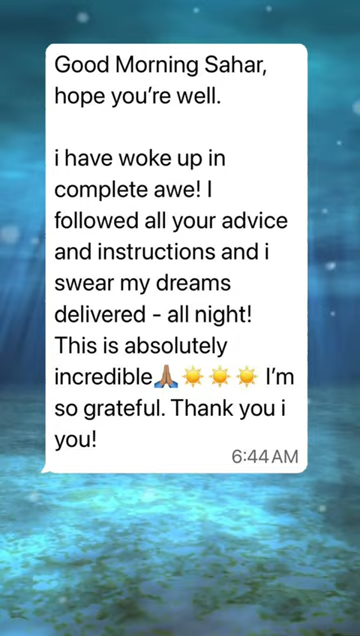 Good Morning Sahar,
hope you’re well.
i have woke up in
complete awe! I
followed all your advice
and instructions and i
swear my dreams
delivered - all night!
This is absolutely
incredible🙏🏽☀️☀️☀️ I’m
so grateful. Thank you i
you!
6:44 AM